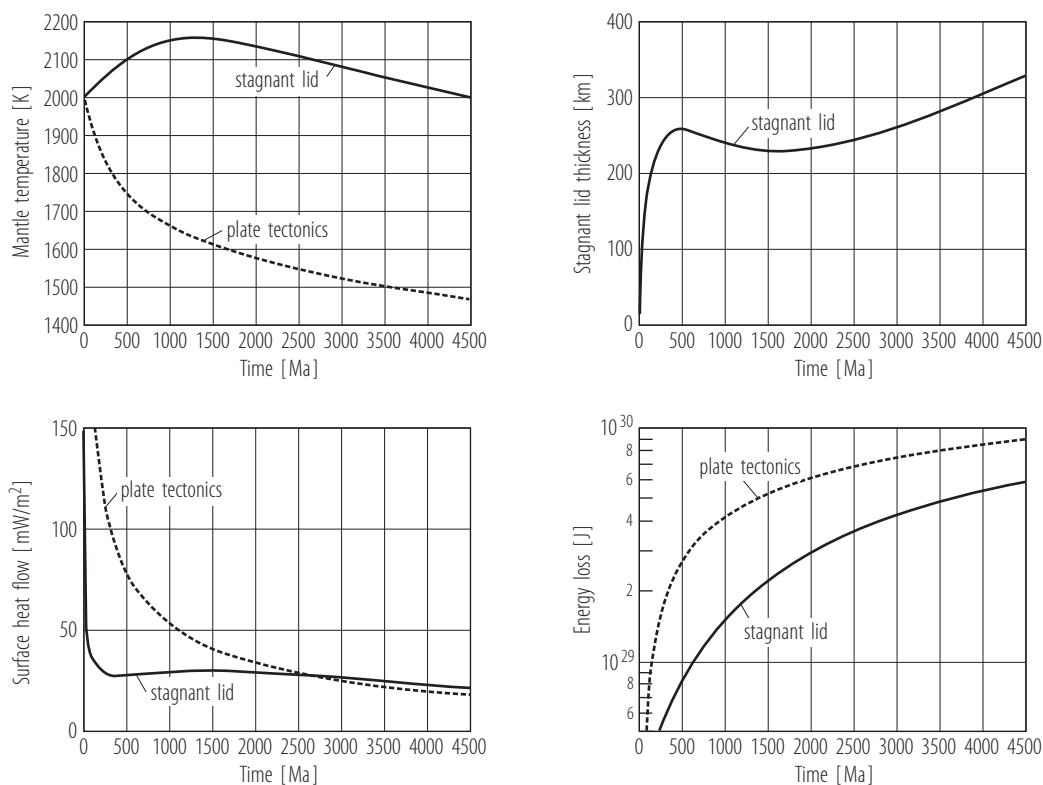 2200
2100
2000
1900
1800
1700
1600
1500
1400
Mantle temperature [K]
stagnant lid
plate tectonics
0 500 1000 1500 2000 2500 3000 3500 4000 4500
Time [Ma]
400
300
200
100
0
Stagnant lid thickness [km]
stagnant lid
0 500 1000 1500 2000 2500 3000 3500 4000 4500
Time [Ma]
150
100
50
0
Surface heat flow [mW/m²]
plate tectonics
stagnant lid
0 500 1000 1500 2000 2500 3000 3500 4000 4500
Time [Ma]
10³⁰
8
6
4
2
10²⁹
8
6
Energy loss [J]
plate tectonics
stagnant lid
0 500 1000 1500 2000 2500 3000 3500 4000 4500
Time [Ma]